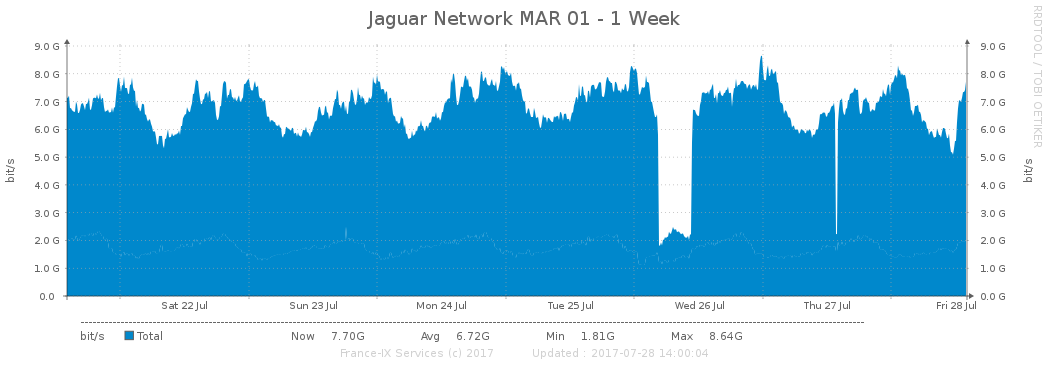 Jaguar Network MAR 01 - 1 Week
RRDTOOL / TOBI OETIKER
9.0 G 9.0 G
8.0 G 8.0 G
7.0 G 7.0 G
6.0 G 6.0 G
5.0 G 5.0 G
4.0 G 4.0 G
3.0 G 3.0 G
2.0 G 2.0 G
1.0 G 1.0 G
0.0 0.0 G
bit/s bit/s
Sat 22 Jul Sun 23 Jul Mon 24 Jul Tue 25 Jul Wed 26 Jul Thu 27 Jul Fri 28 Jul
bit/s Total Now 7.70G Avg 6.72G Min 1.81G Max 8.64G
France-IX Services (c) 2017 Updated : 2017-07-28 14:00:04